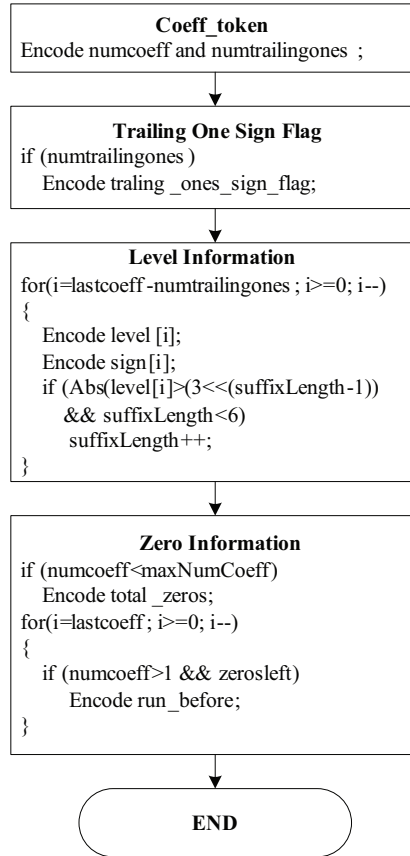 Coeff_token
Encode numcoeff and numtrailingones ;
Trailing One Sign Flag
if (numtrailingones )
Encode traling _ones_sign_flag;
Level Information
for(i=lastcoeff-numtrailingones ; i>=0; i--)
{
Encode level [i];
Encode sign[i];
if (Abs(level[i]>(3<<(suffixLength-1))
&& suffixLength<6)
suffixLength++;
}
Zero Information
if (numcoeff<maxNumCoeff)
Encode total _zeros;
for(i=lastcoeff; i>=0; i--)
{
if (numcoeff>1 && zerosleft)
Encode run_before;
}
END